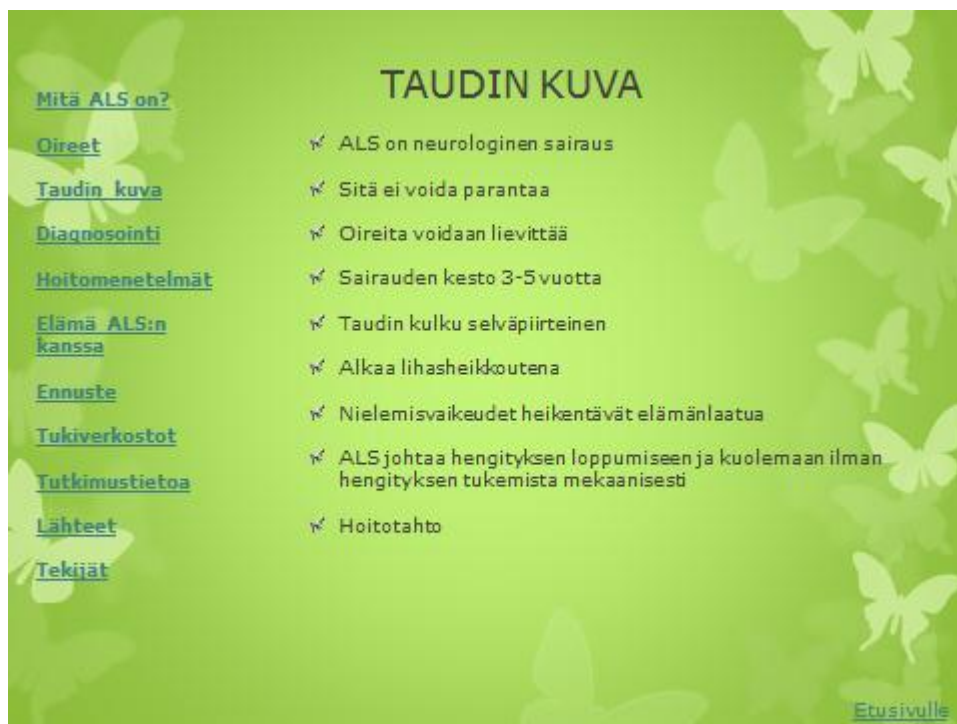 TAUDIN KUVA
Mitä ALS on?
Oireet
Taudin kuva
Diagnosointi
Hoitomenetelmät
Elämä ALS:n
kanssa
Ennuste
Tukiverkostot
Tutkimustietoa
Lähteet
Tekijät
ALS on neurologinen sairaus
Sitä ei voida parantaa
Oireita voidaan lievittää
Sairauden kesto 3-5 vuotta
Taudin kulku selväpiirteinen
Alkaa lihasheikkoutena
Nielemisvaikeudet heikentävät elämänlaatua
ALS johtaa hengityksen loppumiseen ja kuolemaan ilman
hengityksen tukemista mekaanisesti
Hoitotahto
Etusivulle